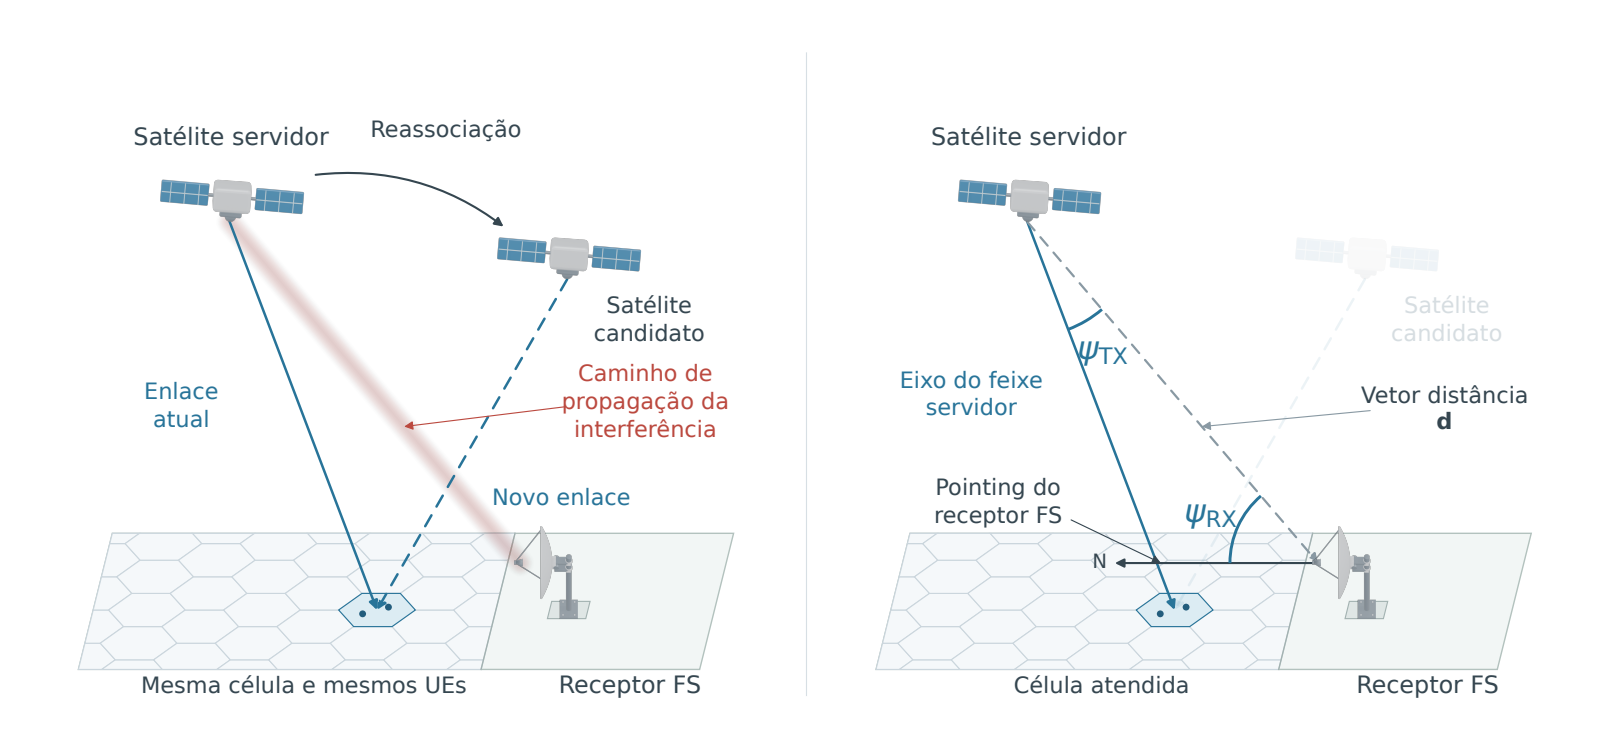 Satélite servidor
Reassociação
Satélite
candidato
Caminho de
propagação da
interferência
Enlace
atual
Novo enlace
Mesma célula e mesmos UEs
Receptor FS
Satélite servidor
Satélite
candidato
ψTX
Eixo do feixe
servidor
Vetor distância
d
Pointing do
receptor FS
ψRX
N
Célula atendida
Receptor FS